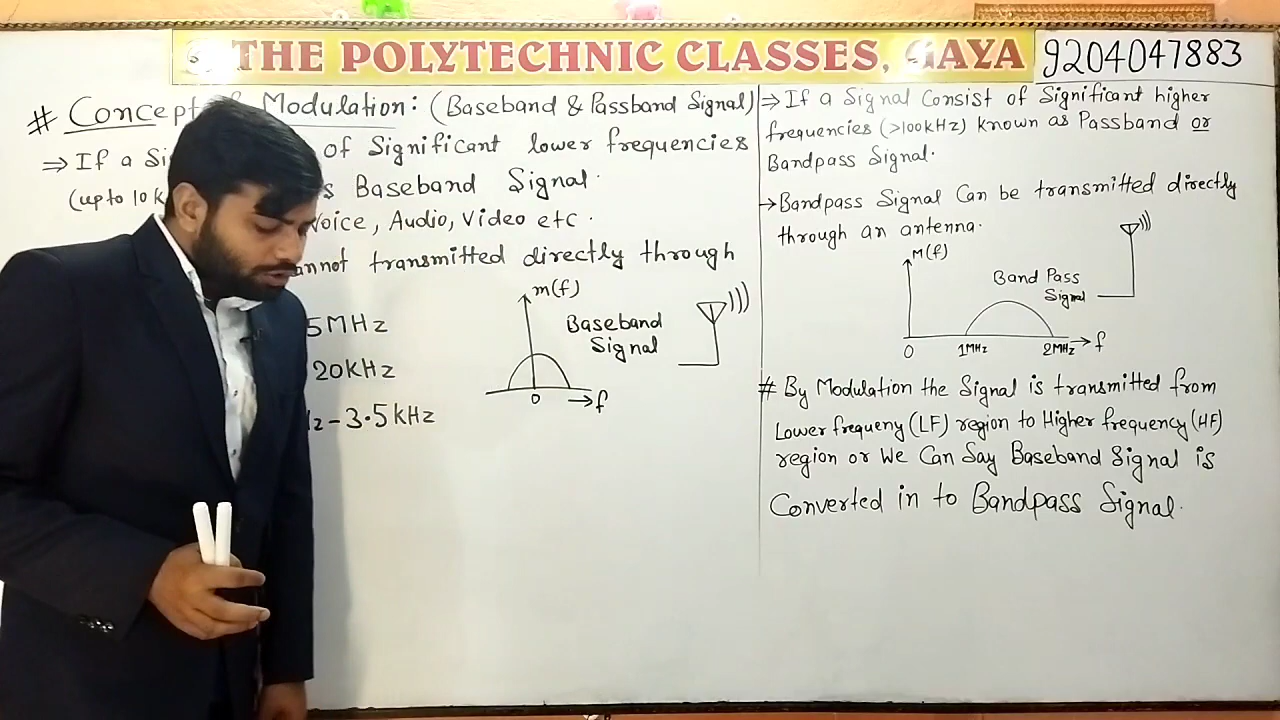 THE POLYTECHNIC CLASSES, GAYA 9204047883
# Concept Modulation: (Baseband & Passband Signal)
⇒ If a Si of Significant lower frequencies
(upto 10 k s Baseband Signal.
Voice, Audio, Video etc.
annot transmitted directly through
m(f)
Baseband
Signal
0 → f
5MHz
20kHz
Hz - 3.5kHz
⇒ If a Signal Consist of Significant higher
frequencies (>100kHz) known as Passband or
Bandpass Signal.
→ Bandpass Signal Can be transmitted directly
through an antenna.
M(f)
Band Pass
Signal
0 1MHz 2MHz → f
# By Modulation the Signal is transmitted from
Lower frequeny (LF) region to Higher frequency (HF)
region or We Can Say Baseband Signal is
Converted in to Bandpass Signal.